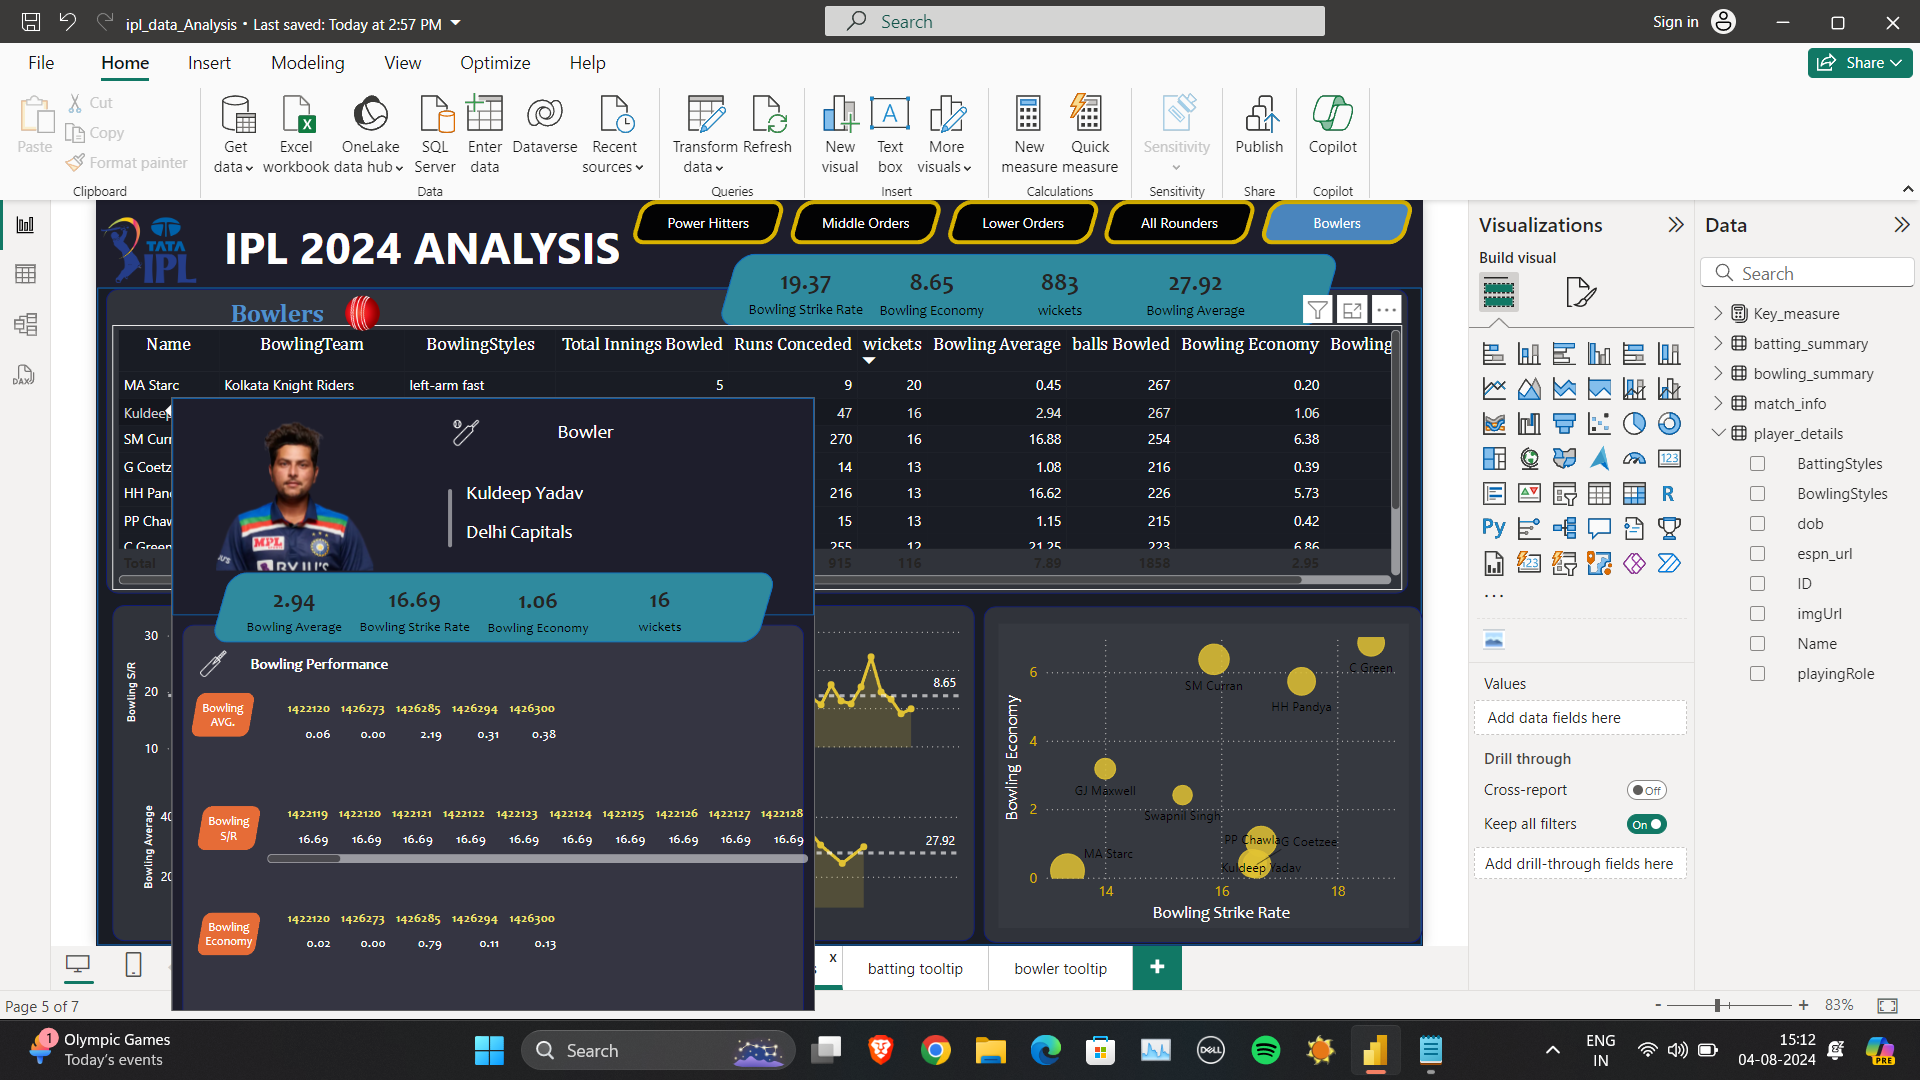 ipl_data_Analysis • Last saved: Today at 2:57 PM
Search
Sign in
File Home Insert Modeling View Optimize Help
Share
Paste
Cut
Copy
Format painter
Clipboard
Get data
Excel workbook
OneLake data hub
SQL Server
Enter data
Dataverse
Recent sources
Data
Transform data
Refresh
Queries
New visual
Text box
More visuals
Insert
New measure
Quick measure
Calculations
Sensitivity
Sensitivity
Publish
Share
Copilot
Copilot
TATA IPL
IPL 2024 ANALYSIS
Power Hitters
Middle Orders
Lower Orders
All Rounders
Bowlers
19.37 8.65 883 27.92
Bowling Strike Rate Bowling Economy wickets Bowling Average
Bowlers
Name BowlingTeam BowlingStyles Total Innings Bowled Runs Conceded wickets Bowling Average balls Bowled Bowling Economy Bowling
MA Starc Kolkata Knight Riders left-arm fast 5 9 20 0.45 267 0.20
Kuldeep 47 16 2.94 267 1.06
SM Curr 270 16 16.88 254 6.38
G Coetz 14 13 1.08 216 0.39
HH Pan 216 13 16.62 226 5.73
PP Chaw 15 13 1.15 215 0.42
C Green 255 12 21.25 223 6.86
Total 915 116 7.89 1858 2.95
Bowler
Kuldeep Yadav
Delhi Capitals
MPL
BYJU'S
2.94 16.69 1.06 16
Bowling Average Bowling Strike Rate Bowling Economy wickets
Bowling Performance
Bowling AVG.
1422120 1426273 1426285 1426294 1426300
0.06 0.00 2.19 0.31 0.38
Bowling S/R
1422119 1422120 1422121 1422122 1422123 1422124 1422125 1422126 1422127 1422128
16.69 16.69 16.69 16.69 16.69 16.69 16.69 16.69 16.69 16.69
Bowling Economy
1422120 1426273 1426285 1426294 1426300
0.02 0.00 0.79 0.11 0.13
Bowling S/R
30
20
10
Bowling Average
40
20
8.65
27.92
Bowling Economy
6
4
2
0
14 16 18
Bowling Strike Rate
C Green
SM Curran
HH Pandya
GJ Maxwell
Swapnil Singh
PP Chawla
G Coetzee
MA Starc
Kuldeep Yadav
x
batting tooltip
bowler tooltip
+
Page 5 of 7
- + 83%
Visualizations
Build visual
123
R
Py
123
...
Values
Add data fields here
Drill through
Cross-report
Off
Keep all filters
On
Add drill-through fields here
Data
Search
Key_measure
batting_summary
bowling_summary
match_info
player_details
BattingStyles
BowlingStyles
dob
espn_url
ID
imgUrl
Name
playingRole
1
Olympic Games
Today's events
Search
DELL
ENG
IN
15:12
04-08-2024
PRE